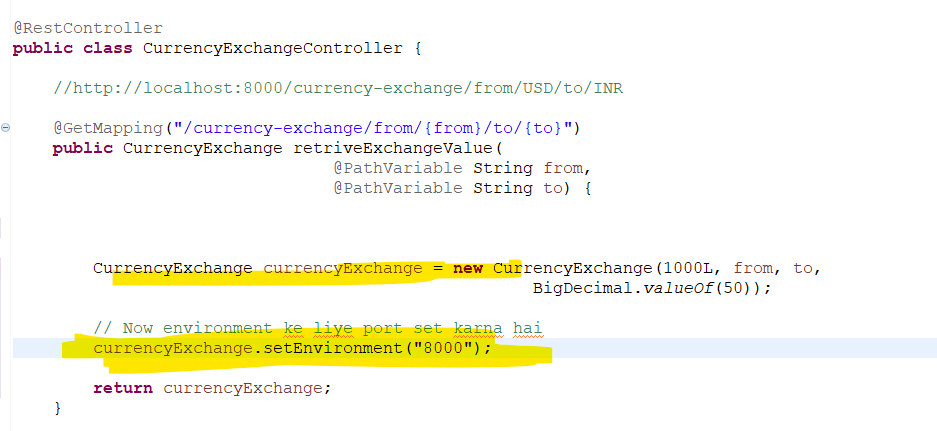 @RestController
public class CurrencyExchangeController {
//http://localhost:8000/currency-exchange/from/USD/to/INR
@GetMapping("/currency-exchange/from/{from}/to/{to}")
public CurrencyExchange retriveExchangeValue(
@PathVariable String from,
@PathVariable String to) {
CurrencyExchange currencyExchange = new CurrencyExchange(1000L, from, to,
BigDecimal.valueOf(50));
// Now environment ke liye port set karna hai
currencyExchange.setEnvironment("8000");
return currencyExchange;
}